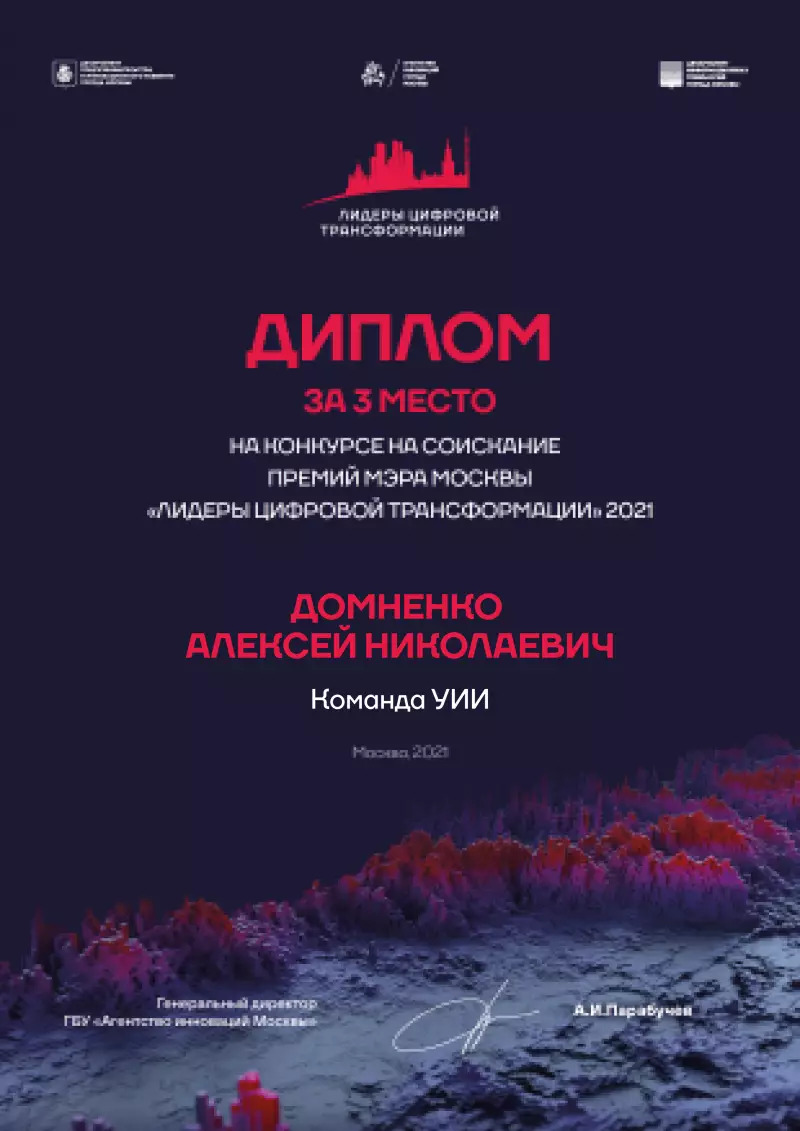 ЛИДЕРЫ ЦИФРОВОЙ
ТРАНСФОРМАЦИИ
ДИПЛОМ
ЗА 3 МЕСТО
НА КОНКУРСЕ НА СОИСКАНИЕ
ПРЕМИЙ МЭРА МОСКВЫ
«ЛИДЕРЫ ЦИФРОВОЙ ТРАНСФОРМАЦИИ» 2021
ДОМНЕНКО
АЛЕКСЕЙ НИКОЛАЕВИЧ
Команда УИИ
Москва, 2021
Генеральный директор
ГБУ «Агентство инноваций Москвы»
А.И.Парабучев